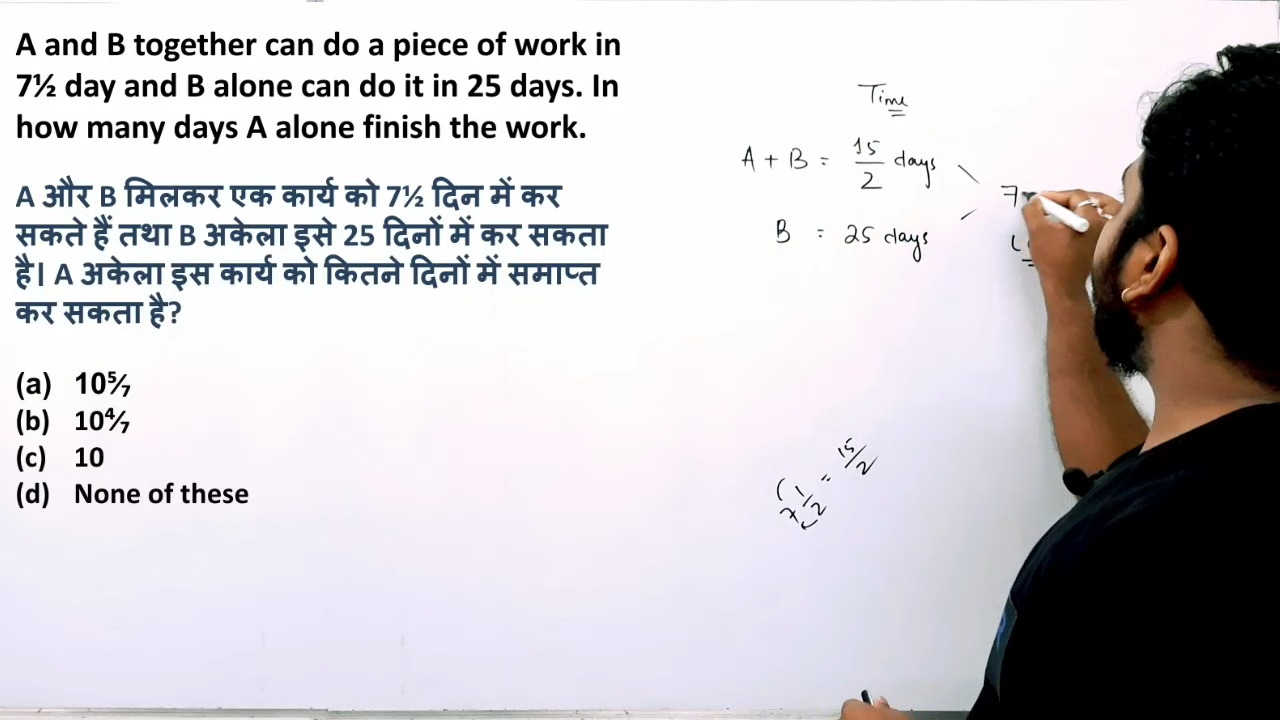 A and B together can do a piece of work in
7½ day and B alone can do it in 25 days. In
how many days A alone finish the work.
A और B मिलकर एक कार्य को 7½ दिन में कर
सकते हैं तथा B अकेला इसे 25 दिनों में कर सकता
है। A अकेला इस कार्य को कितने दिनों में समाप्त
कर सकता है?
(a) 10⁵⁄₇
(b) 10⁴⁄₇
(c) 10
(d) None of these
Time
A + B = 15/2 days
B = 25 days
7
7 1/2 = 15/2